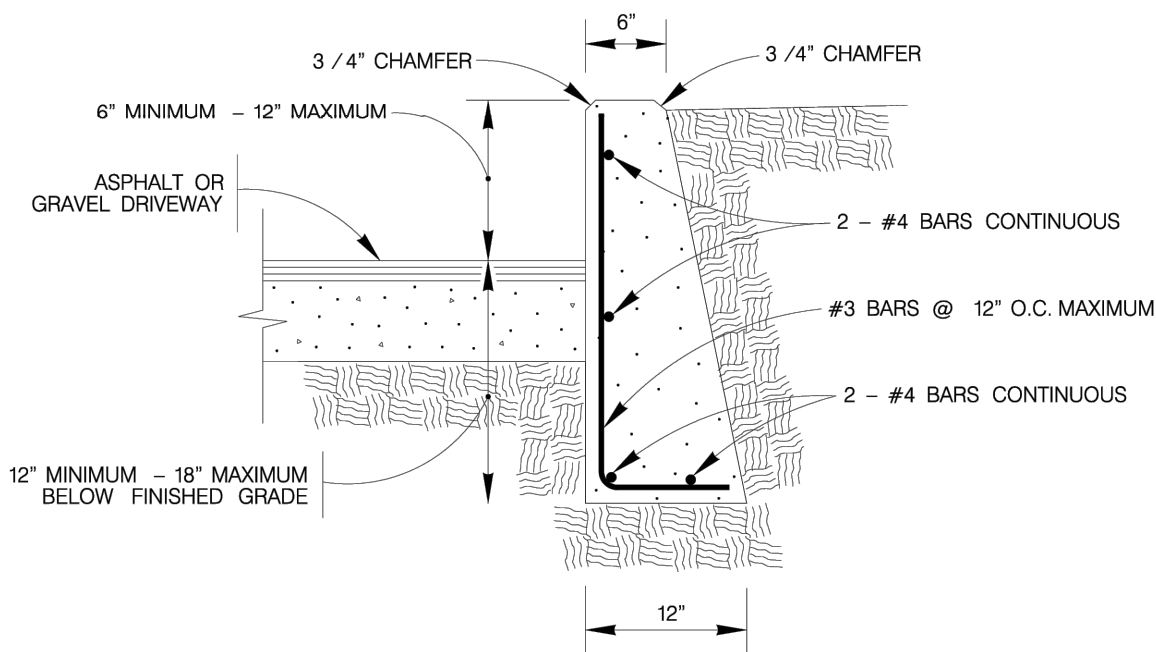 6”
3 /4” CHAMFER
3 /4” CHAMFER
6” MINIMUM – 12” MAXIMUM
ASPHALT OR
GRAVEL DRIVEWAY
2 – #4 BARS CONTINUOUS
#3 BARS @ 12” O.C. MAXIMUM
2 – #4 BARS CONTINUOUS
12” MINIMUM – 18” MAXIMUM
BELOW FINISHED GRADE
12”